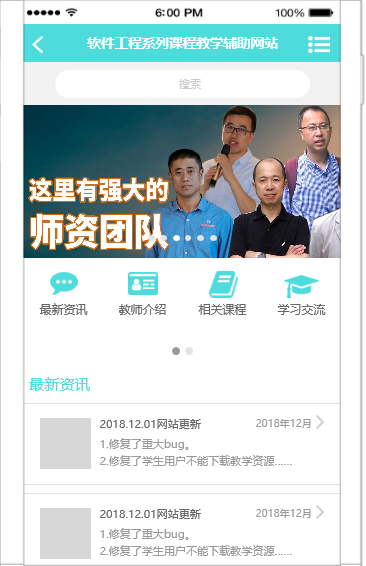 6:00 PM
100%
软件工程系列课程教学辅助网站
搜索
这里有强大的
师资团队
最新资讯
教师介绍
相关课程
学习交流
最新资讯
2018.12.01网站更新
2018年12月
1.修复了重大bug。
2.修复了学生用户不能下载教学资源......
2018.12.01网站更新
2018年12月
1.修复了重大bug。
2.修复了学生用户不能下载教学资源......